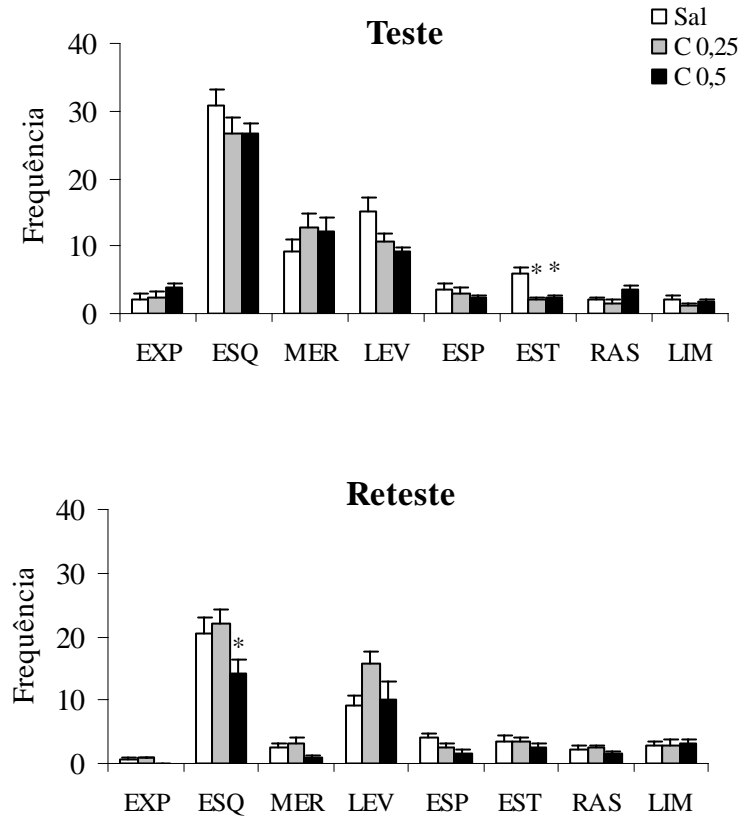 Teste
Sal
C 0,25
C 0,5
Frequência
40
30
20
10
0
* *
EXP ESQ MER LEV ESP EST RAS LIM
Reteste
Frequência
40
30
20
10
0
*
EXP ESQ MER LEV ESP EST RAS LIM